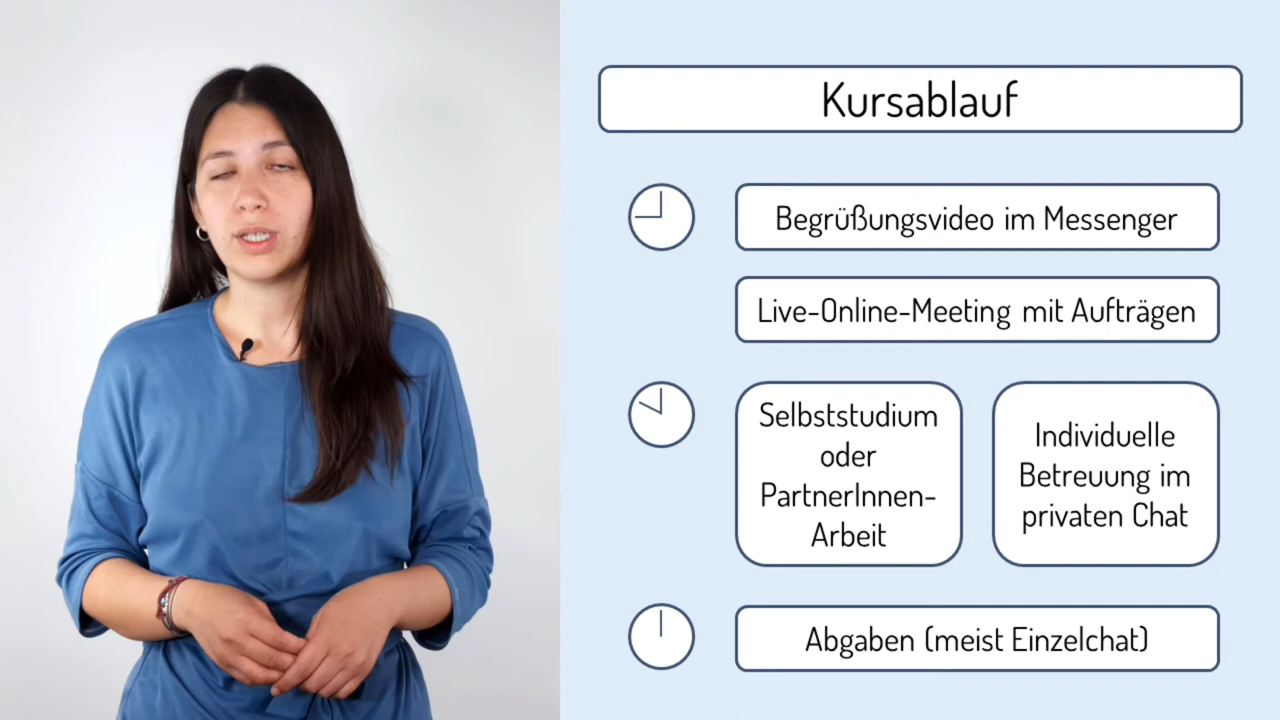 Kursablauf
Begrüßungsvideo im Messenger
Live-Online-Meeting mit Aufträgen
Selbststudium
oder
PartnerInnen-
Arbeit
Individuelle
Betreuung im
privaten Chat
Abgaben (meist Einzelchat)